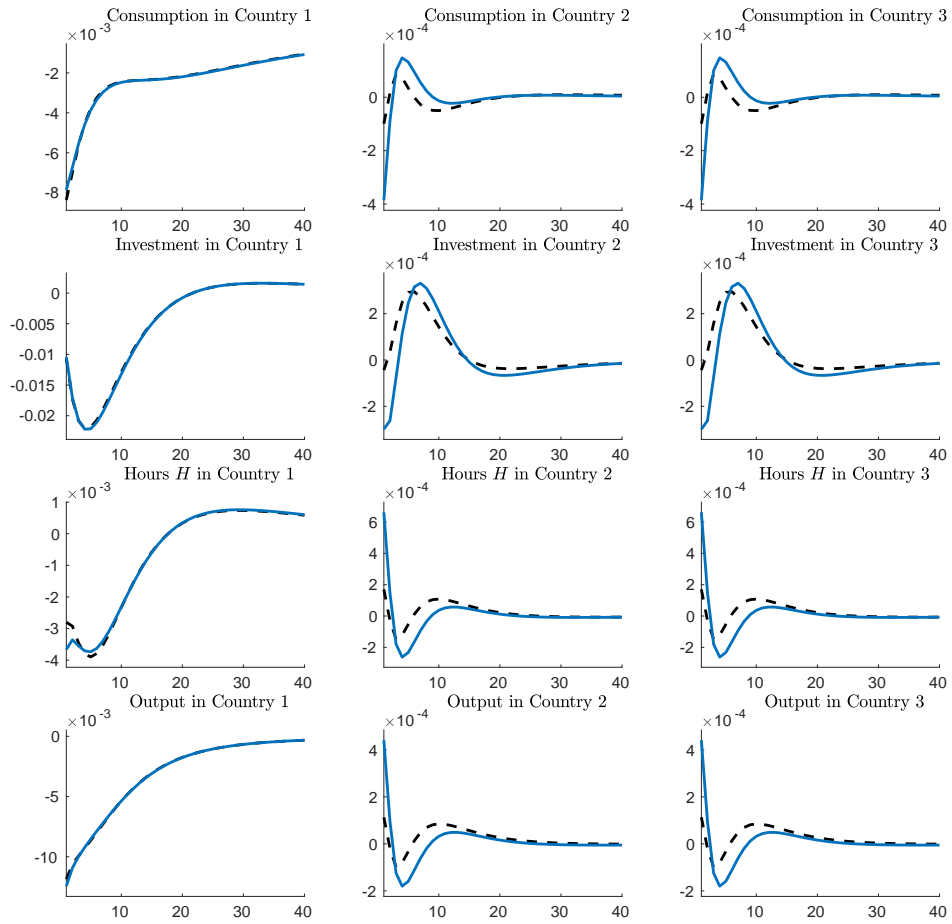 Consumption in Country 1
×10⁻³
-2
-4
-6
-8
10 20 30 40
Consumption in Country 2
×10⁻⁴
0
-2
-4
10 20 30 40
Consumption in Country 3
×10⁻⁴
0
-2
-4
10 20 30 40
Investment in Country 1
0
-0.005
-0.01
-0.015
-0.02
10 20 30 40
Investment in Country 2
×10⁻⁴
2
0
-2
10 20 30 40
Investment in Country 3
×10⁻⁴
2
0
-2
10 20 30 40
Hours H in Country 1
×10⁻³
1
0
-1
-2
-3
-4
10 20 30 40
Hours H in Country 2
×10⁻⁴
6
4
2
0
-2
10 20 30 40
Hours H in Country 3
×10⁻⁴
6
4
2
0
-2
10 20 30 40
Output in Country 1
×10⁻³
0
-5
-10
10 20 30 40
Output in Country 2
×10⁻⁴
4
2
0
-2
10 20 30 40
Output in Country 3
×10⁻⁴
4
2
0
-2
10 20 30 40